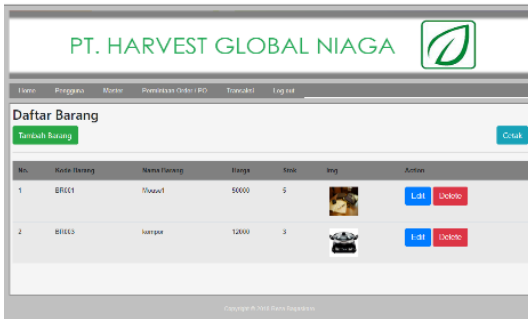 PT. HARVEST GLOBAL NIAGA
Home Pengguna Master Permintaan Order / PO Transaksi Log out
Daftar Barang
Tambah Barang
Cetak
No. Kode Barang Nama Barang Harga Stok Img Action
1 BR001 Mouse1 50000 5 Edit Delete
2 BR003 kompor 12000 3 Edit Delete
Copyright ©